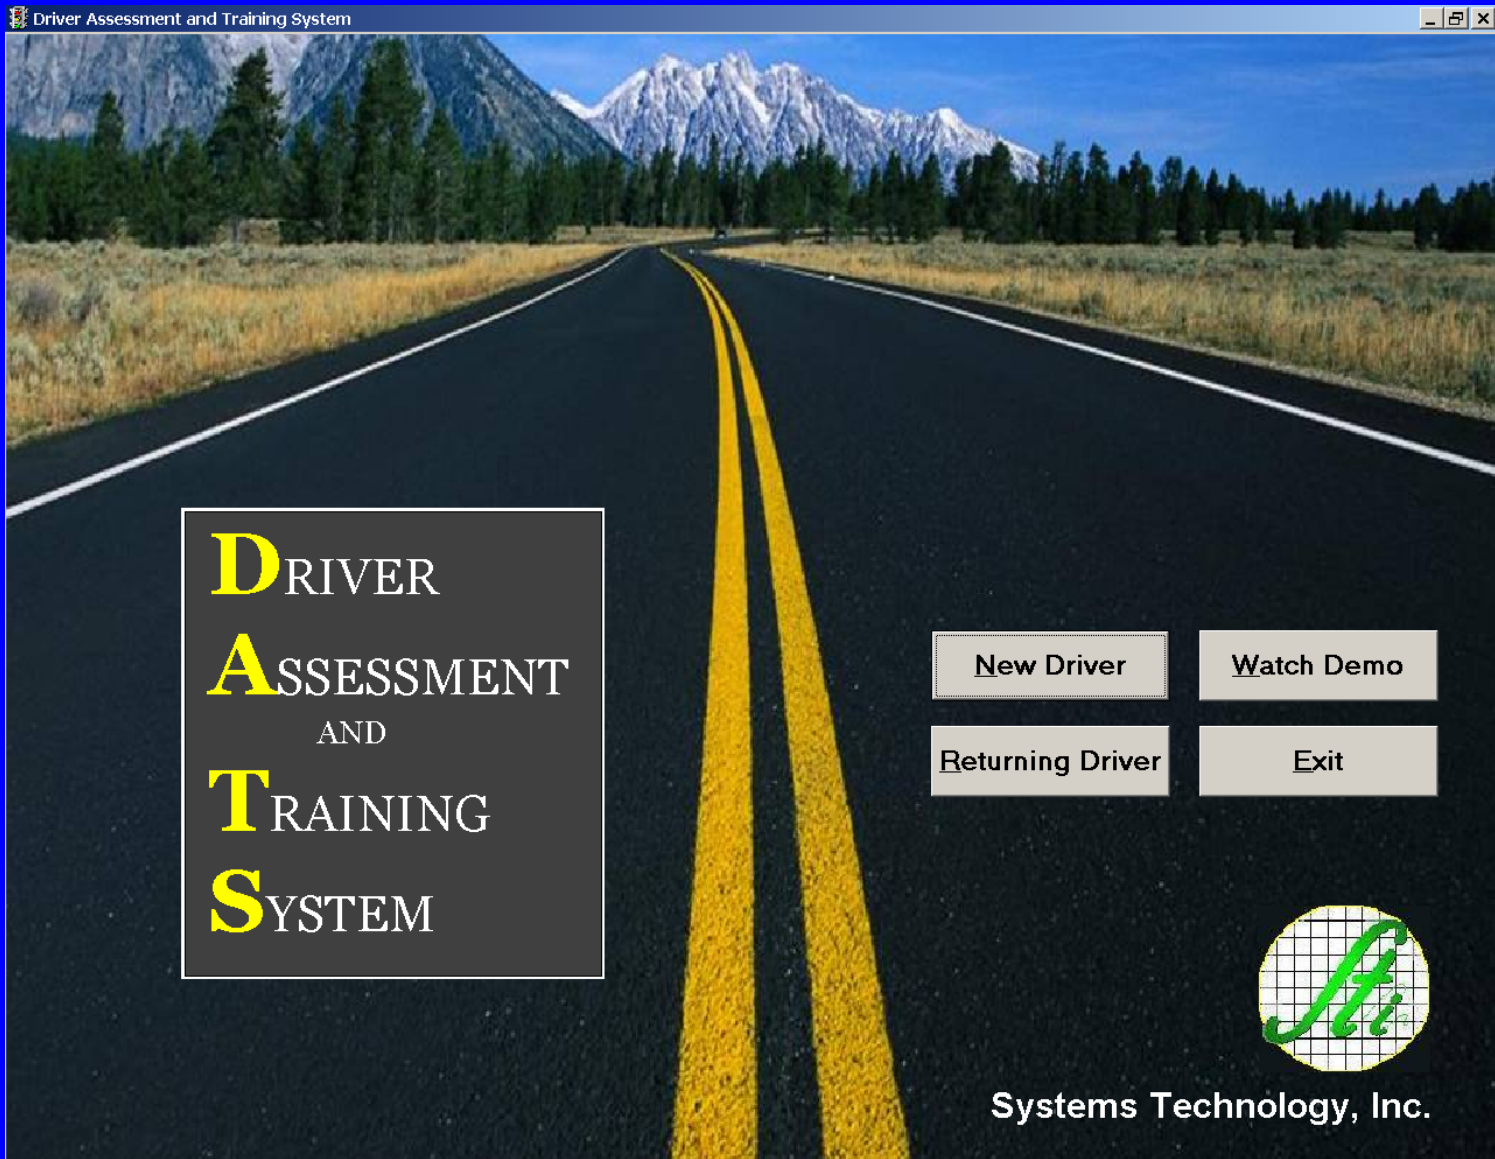 Driver Assessment and Training System
DRIVER
ASSESSMENT
AND
TRAINING
SYSTEM
New Driver
Watch Demo
Returning Driver
Exit
Sti
Systems Technology, Inc.